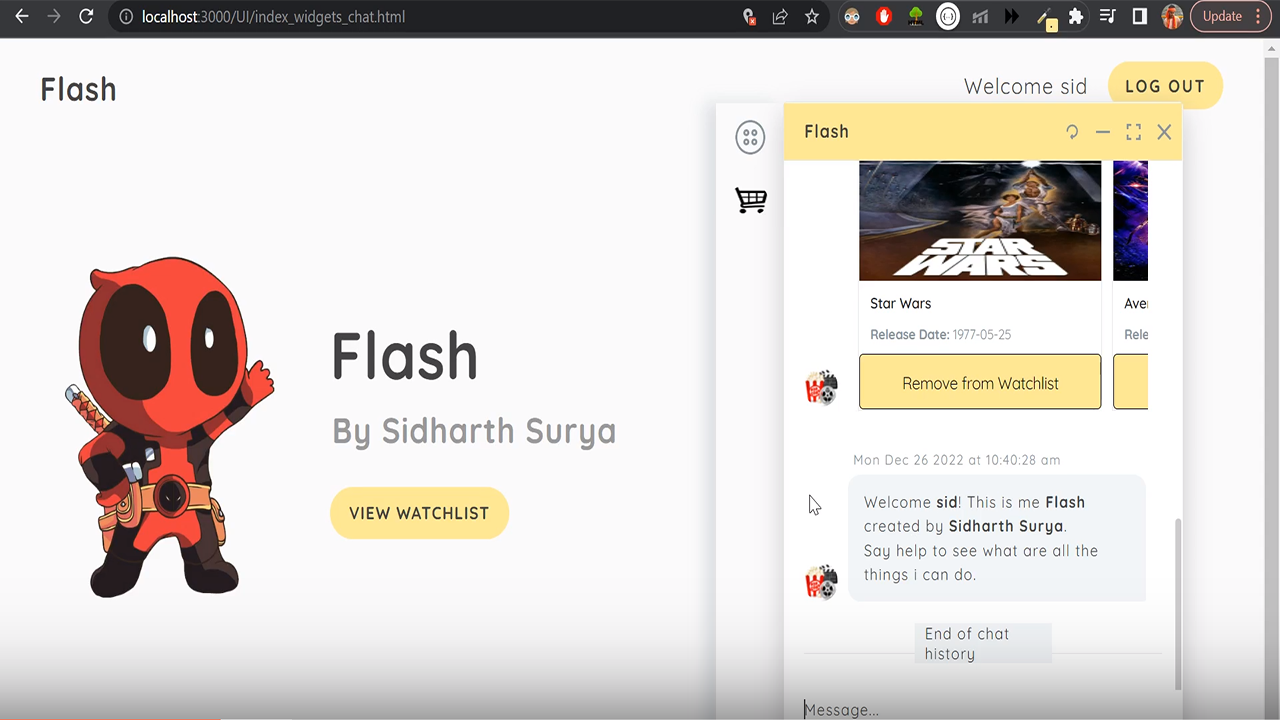 localhost:3000/UI/index_widgets_chat.html
Update
Flash
Welcome sid
LOG OUT
Flash
By Sidharth Surya
VIEW WATCHLIST
Flash
STAR
WARS
Star Wars
Release Date: 1977-05-25
Remove from Watchlist
Ave
Rele
Mon Dec 26 2022 at 10:40:28 am
Welcome sid! This is me Flash
created by Sidharth Surya.
Say help to see what are all the
things i can do.
End of chat
history
Message...